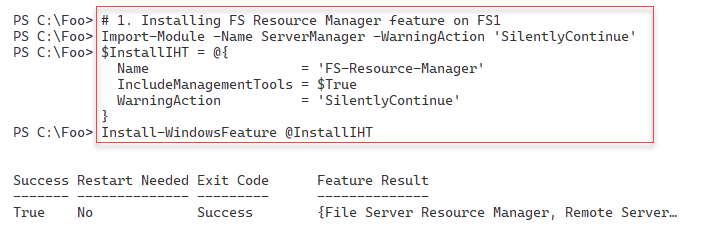 PS C:\Foo> # 1. Installing FS Resource Manager feature on FS1
PS C:\Foo> Import-Module -Name ServerManager -WarningAction 'SilentlyContinue'
PS C:\Foo> $InstallIHT = @{
             Name                   = 'FS-Resource-Manager'
             IncludeManagementTools = $True
             WarningAction          = 'SilentlyContinue'
           }
PS C:\Foo> Install-WindowsFeature @InstallIHT
Success Restart Needed Exit Code      Feature Result
------- -------------- ---------      --------------
True    No             Success        {File Server Resource Manager, Remote Server…